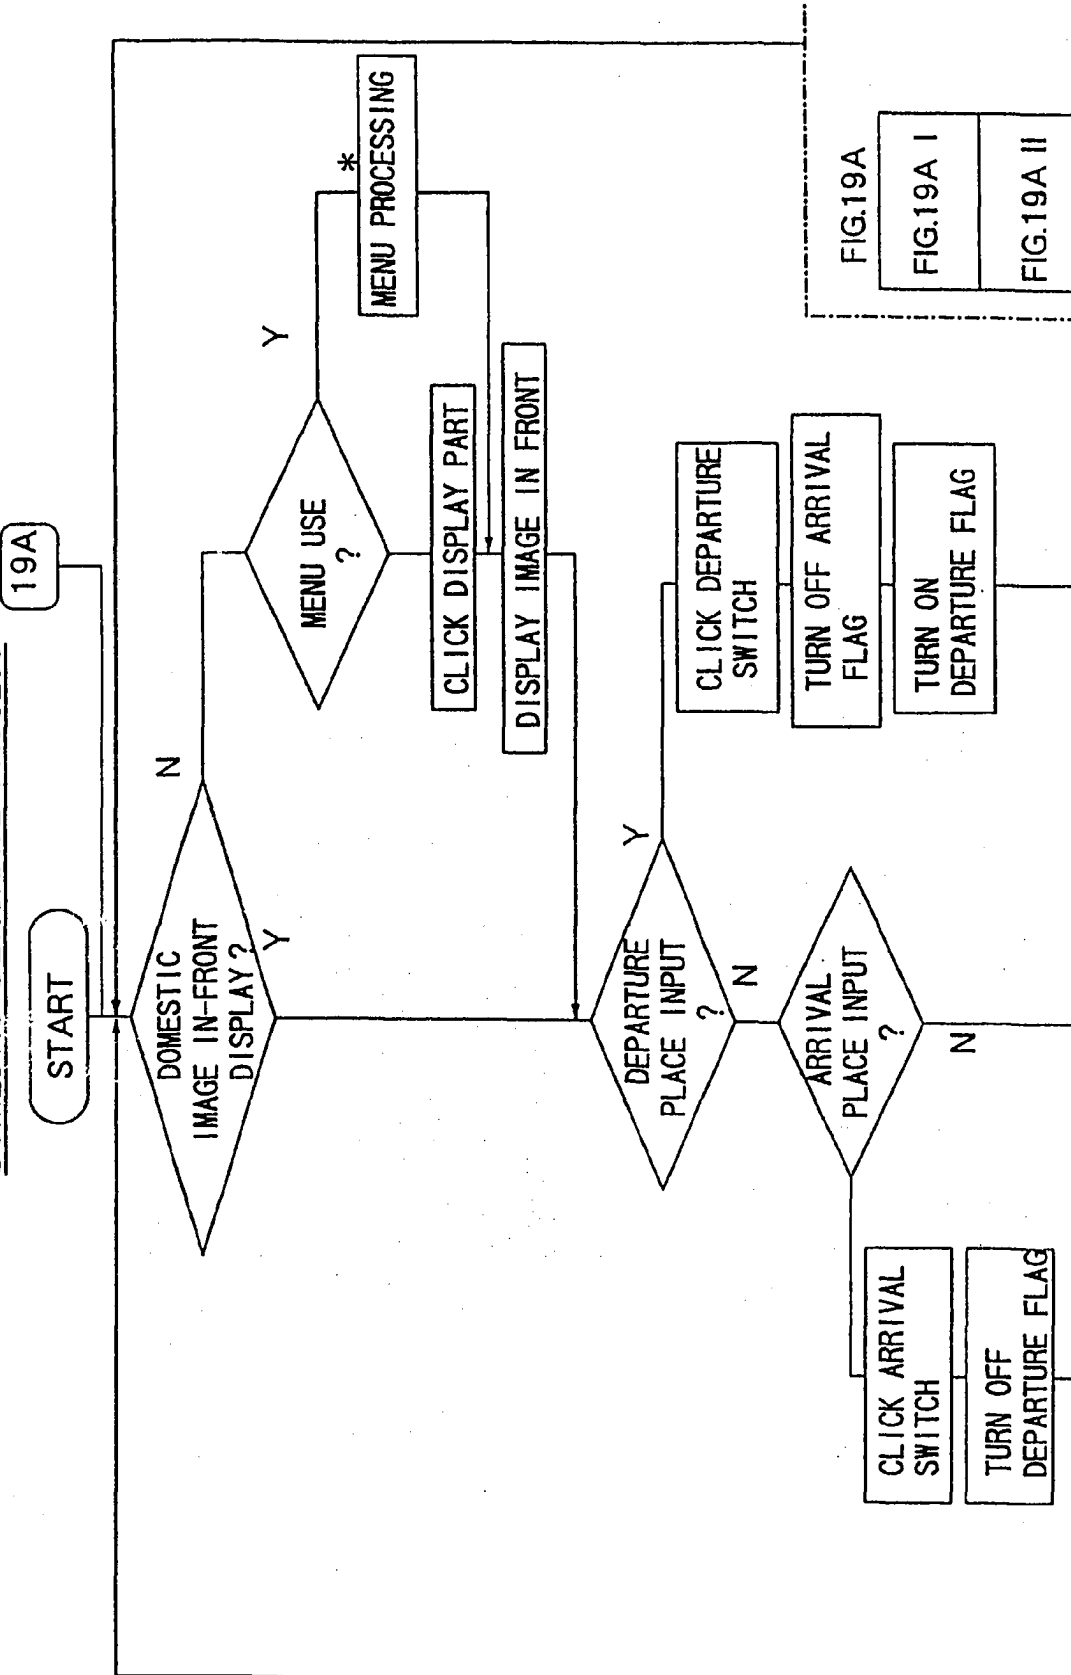 19A
START
DOMESTIC
IMAGE IN-FRONT
DISPLAY?
N
Y
MENU USE
?
Y
*
MENU PROCESSING
CLICK DISPLAY PART
DISPLAY IMAGE IN FRONT
DEPARTURE
PLACE INPUT
?
Y
N
CLICK DEPARTURE
SWITCH
TURN OFF ARRIVAL
FLAG
TURN ON
DEPARTURE FLAG
ARRIVAL
PLACE INPUT
?
N
CLICK ARRIVAL
SWITCH
TURN OFF
DEPARTURE FLAG
FIG.19A
FIG.19A I
FIG.19A II